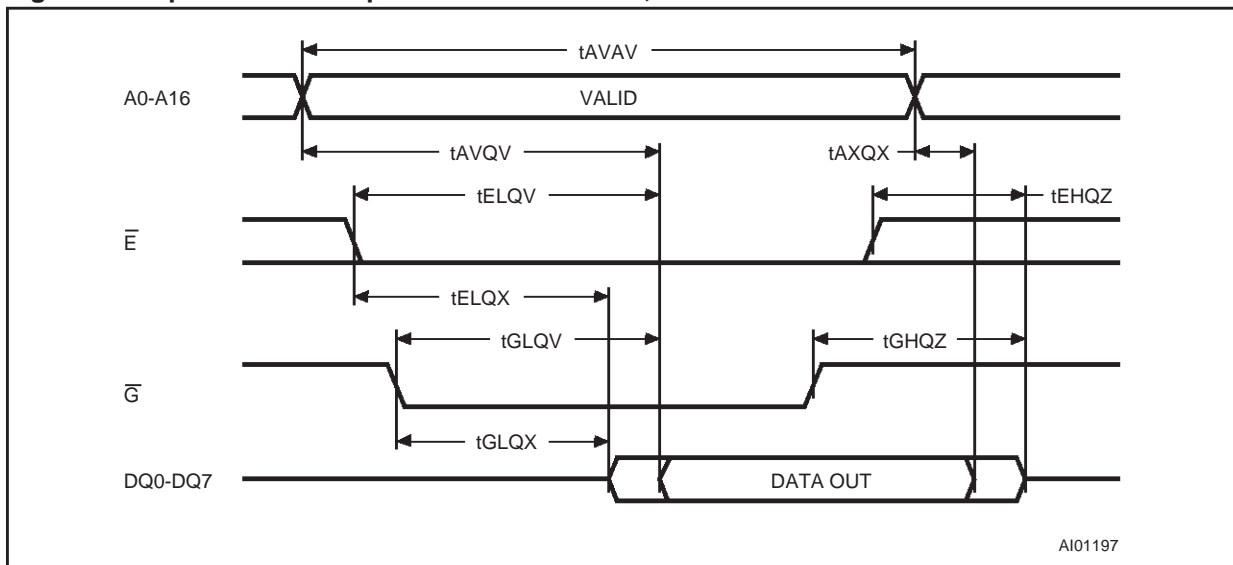 tAVAV
A0-A16
VALID
tAVQV
tAXQX
tELQV
tEHQZ
E̅
tELQX
tGLQV
tGHQZ
G̅
tGLQX
DQ0-DQ7
DATA OUT
AI01197